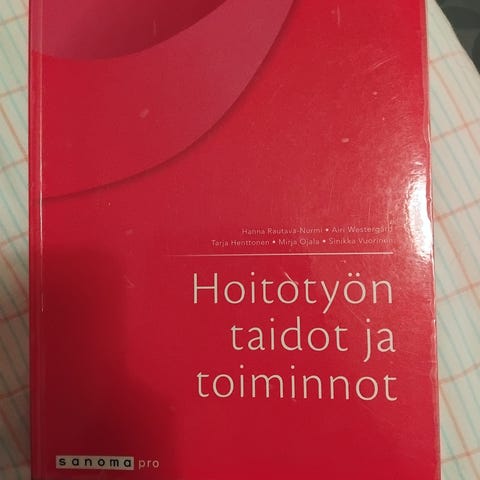 Hanna Rautava-Nurmi • Airi Westergård
Tarja Henttonen • Mirja Ojala • Sinikka Vuorinen
Hoitotyön
taidot ja
toiminnot
sanoma pro